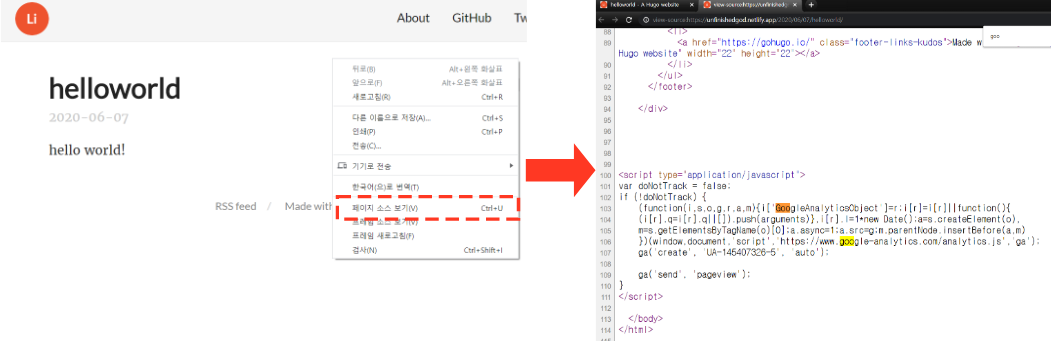 Li
About GitHub Tw
helloworld
2020-06-07
hello world!
RSS feed / Made with
뒤로(B) Alt+왼쪽 화살표
앞으로(F) Alt+오른쪽 화살표
새로고침(R) Ctrl+R
다른 이름으로 저장(A)... Ctrl+S
인쇄(P) Ctrl+P
전송(C)...
기기로 전송
한국어(으)로 번역(T)
페이지 소스 보기(V) Ctrl+U
프레임 소스 보기(V)
프레임 새로고침(F)
검사(N) Ctrl+Shift+I
helloworld - A Hugo website
view-source:https://unfinishedgod
view-source:https://unfinishedgod.netlify.app/2020/06/07/helloworld/
goo
88 <li>
89 <a href="https://gohugo.io/" class="footer-links-kudos">Made w
Hugo website" width="22" height="22"></a>
90 </li>
91 </ul>
92 </footer>
93
94 </div>
95
96
97
98
99
100 <script type="application/javascript">
101 var doNotTrack = false;
102 if (!doNotTrack) {
103 (function(i,s,o,g,r,a,m){i['GoogleAnalyticsObject']=r;i[r]=i[r]||function(){
104 (i[r].q=i[r].q||[]).push(arguments)},i[r].l=1*new Date();a=s.createElement(o),
105 m=s.getElementsByTagName(o)[0];a.async=1;a.src=g;m.parentNode.insertBefore(a,m)
106 })(window,document,'script','https://www.google-analytics.com/analytics.js','ga');
107 ga('create', 'UA-145407326-5', 'auto');
108
109 ga('send', 'pageview');
110 }
111 </script>
112
113 </body>
114 </html>
115